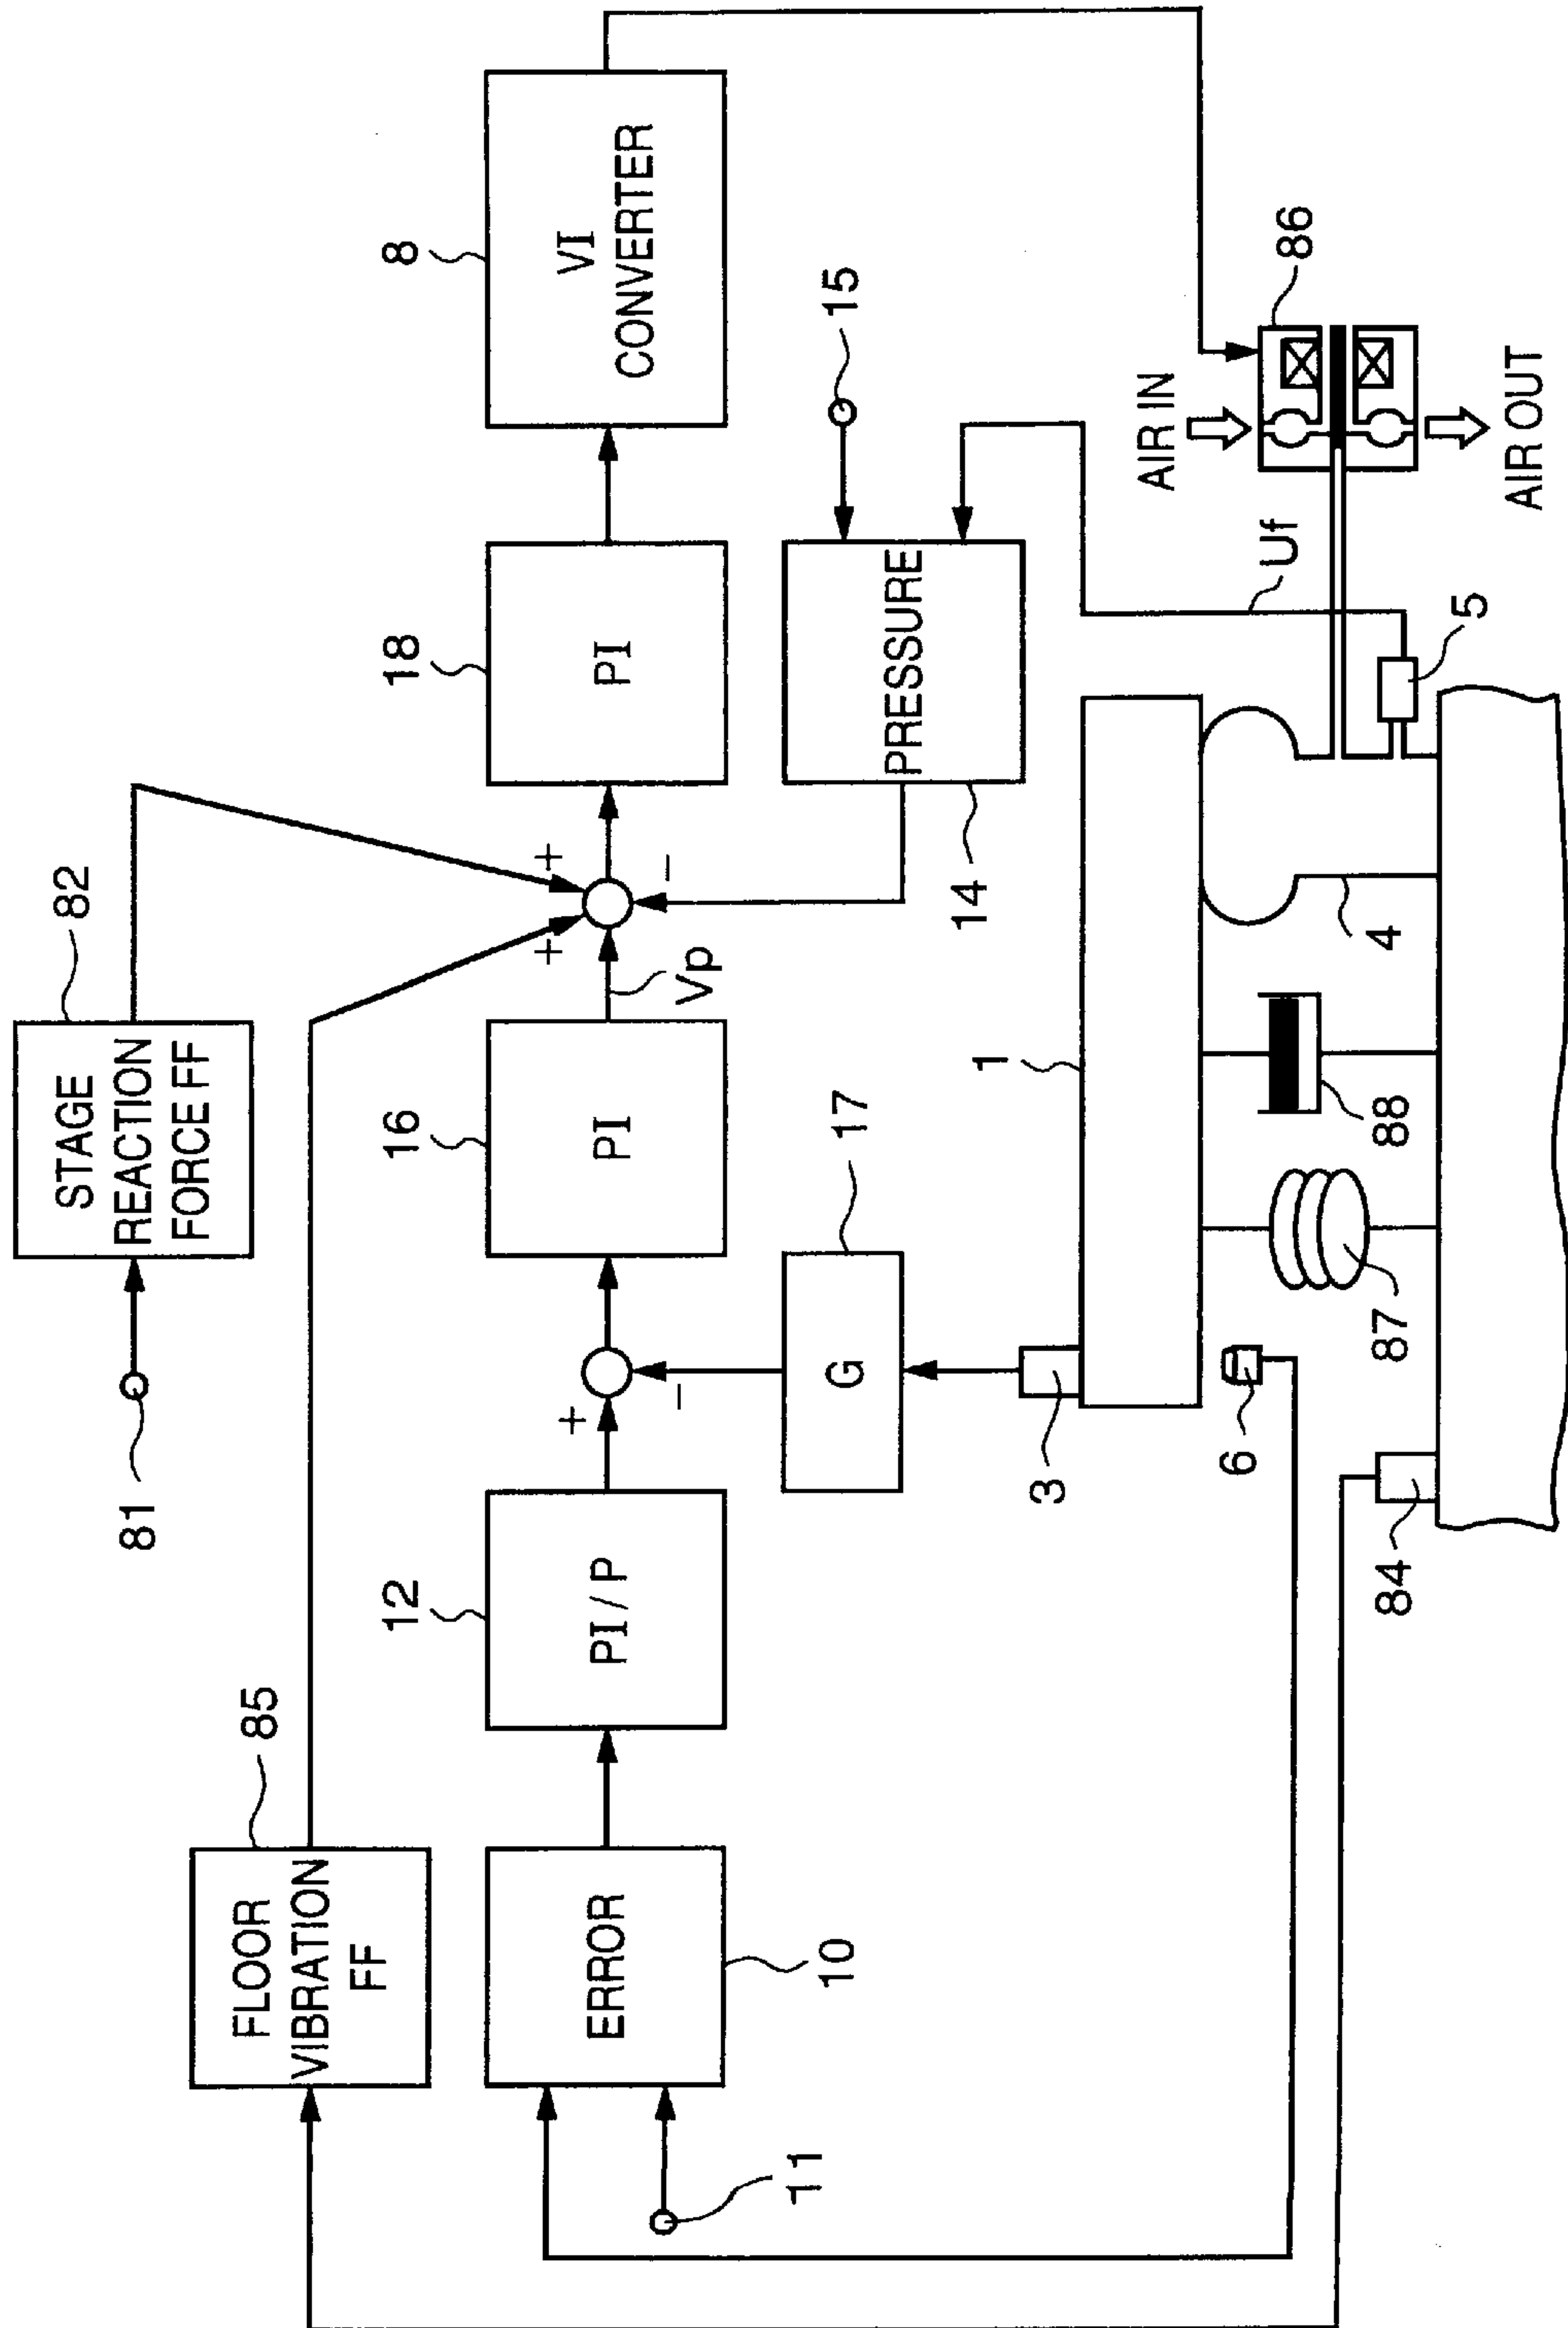 81
STAGE
REACTION
FORCE FF
82
FLOOR
VIBRATION
FF
85
ERROR
10
11
PI/P
12
+
−
PI
16
Vp
+
+
−
PI
18
VI
CONVERTER
8
G
17
PRESSURE
14
15
3
1
6
84
87
88
4
5
Uf
AIR IN
AIR OUT
86